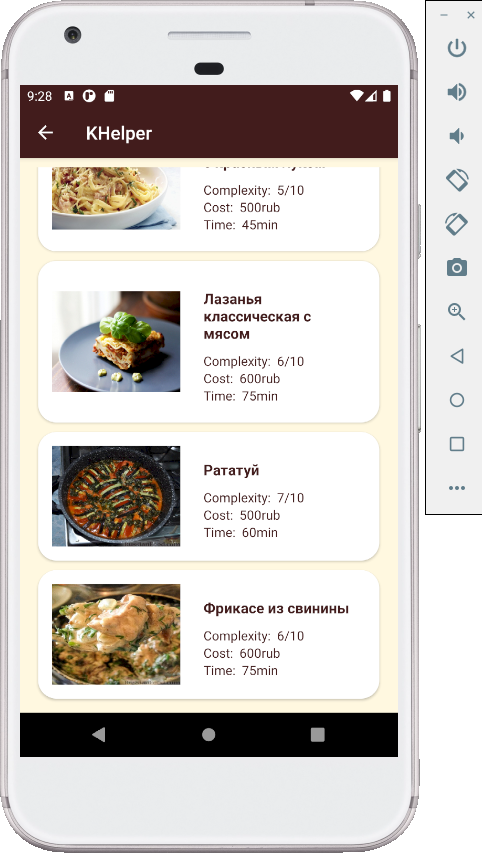 9:28
KHelper
Complexity: 5/10
Cost: 500rub
Time: 45min
Лазанья
классическая с
мясом
Complexity: 6/10
Cost: 600rub
Time: 75min
Рататуй
Complexity: 7/10
Cost: 500rub
Time: 60min
Фрикасе из свинины
Complexity: 6/10
Cost: 600rub
Time: 75min